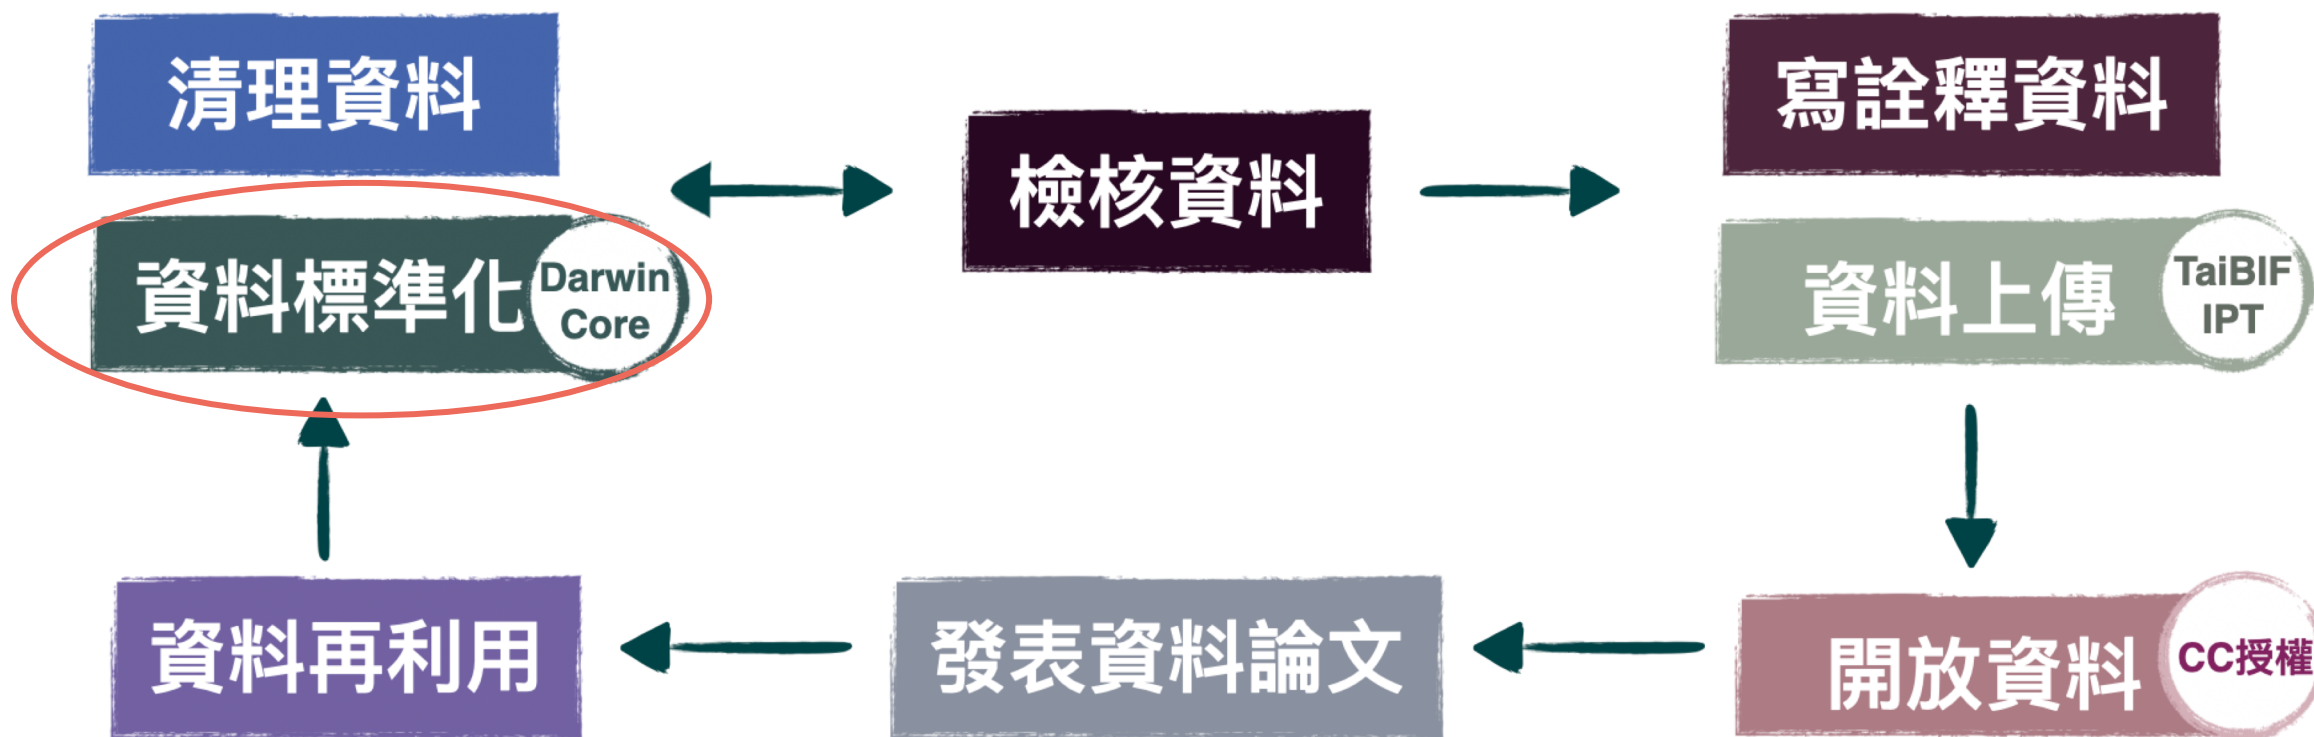 清理資料
資料標準化
Darwin
Core
檢核資料
寫詮釋資料
資料上傳
TaiBIF
IPT
開放資料
CC授權
發表資料論文
資料再利用